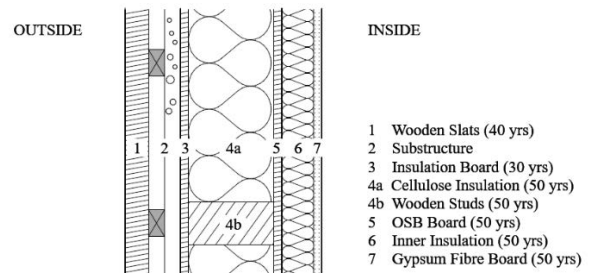 OUTSIDE
INSIDE
1 2 3 4a 5 6 7
4b
1 Wooden Slats (40 yrs)
2 Substructure
3 Insulation Board (30 yrs)
4a Cellulose Insulation (50 yrs)
4b Wooden Studs (50 yrs)
5 OSB Board (50 yrs)
6 Inner Insulation (50 yrs)
7 Gypsum Fibre Board (50 yrs)